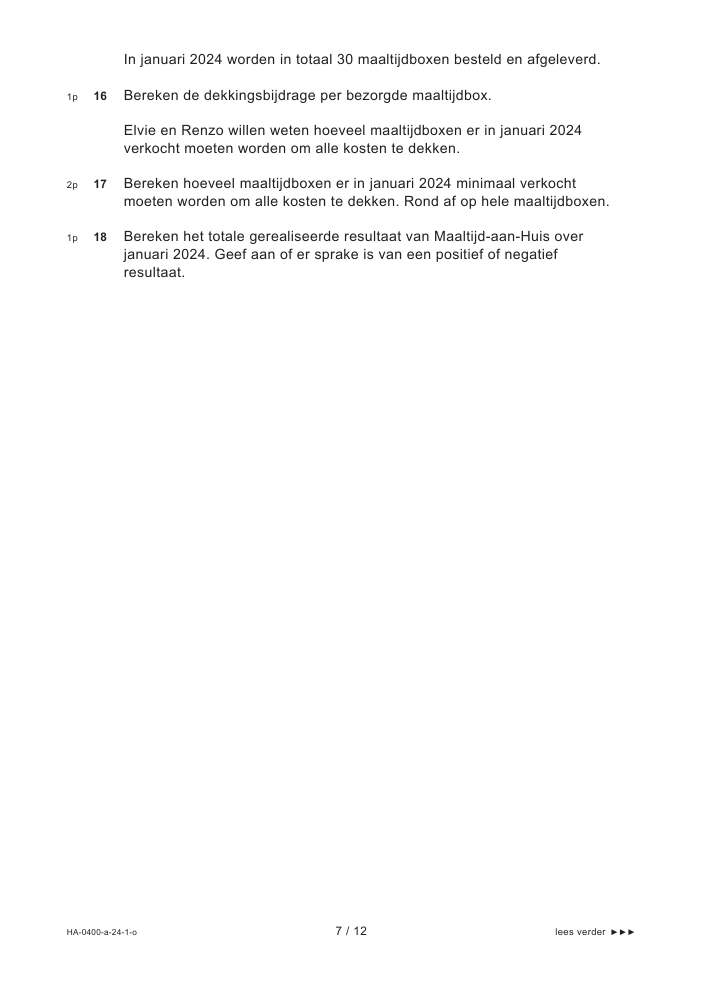 In januari 2024 worden in totaal 30 maaltijdboxen besteld en afgeleverd.
1p 16 Bereken de dekkingsbijdrage per bezorgde maaltijdbox.
Elvie en Renzo willen weten hoeveel maaltijdboxen er in januari 2024
verkocht moeten worden om alle kosten te dekken.
2p 17 Bereken hoeveel maaltijdboxen er in januari 2024 minimaal verkocht
moeten worden om alle kosten te dekken. Rond af op hele maaltijdboxen.
1p 18 Bereken het totale gerealiseerde resultaat van Maaltijd-aan-Huis over
januari 2024. Geef aan of er sprake is van een positief of negatief
resultaat.
HA-0400-a-24-1-o 7 / 12 lees verder ►►►